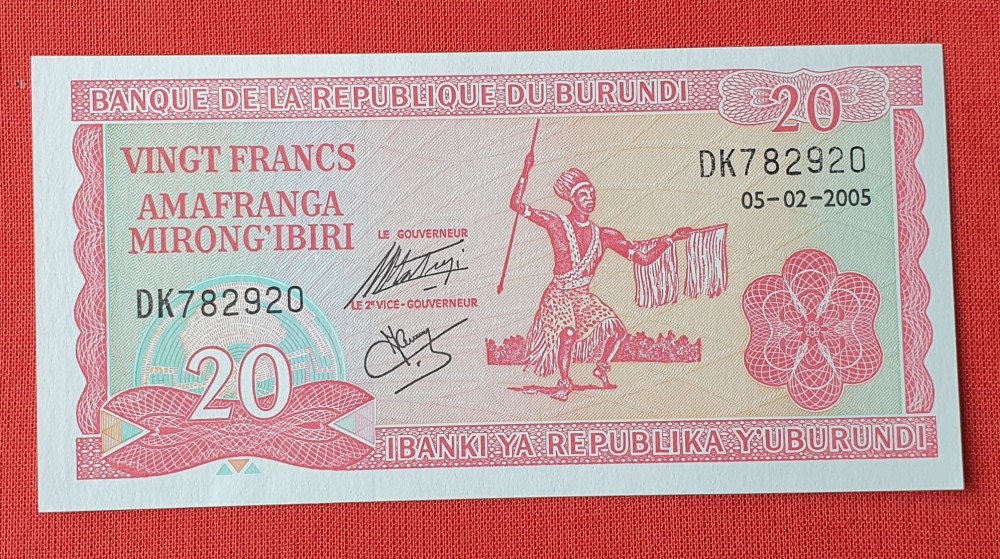 BANQUE DE LA REPUBLIQUE DU BURUNDI
20
VINGT FRANCS
AMAFRANGA
MIRONG'IBIRI
DK782920
05-02-2005
LE GOUVERNEUR
LE 2e VICE-GOUVERNEUR
DK782920
20
IBANKI YA REPUBLIKA Y'UBURUNDI